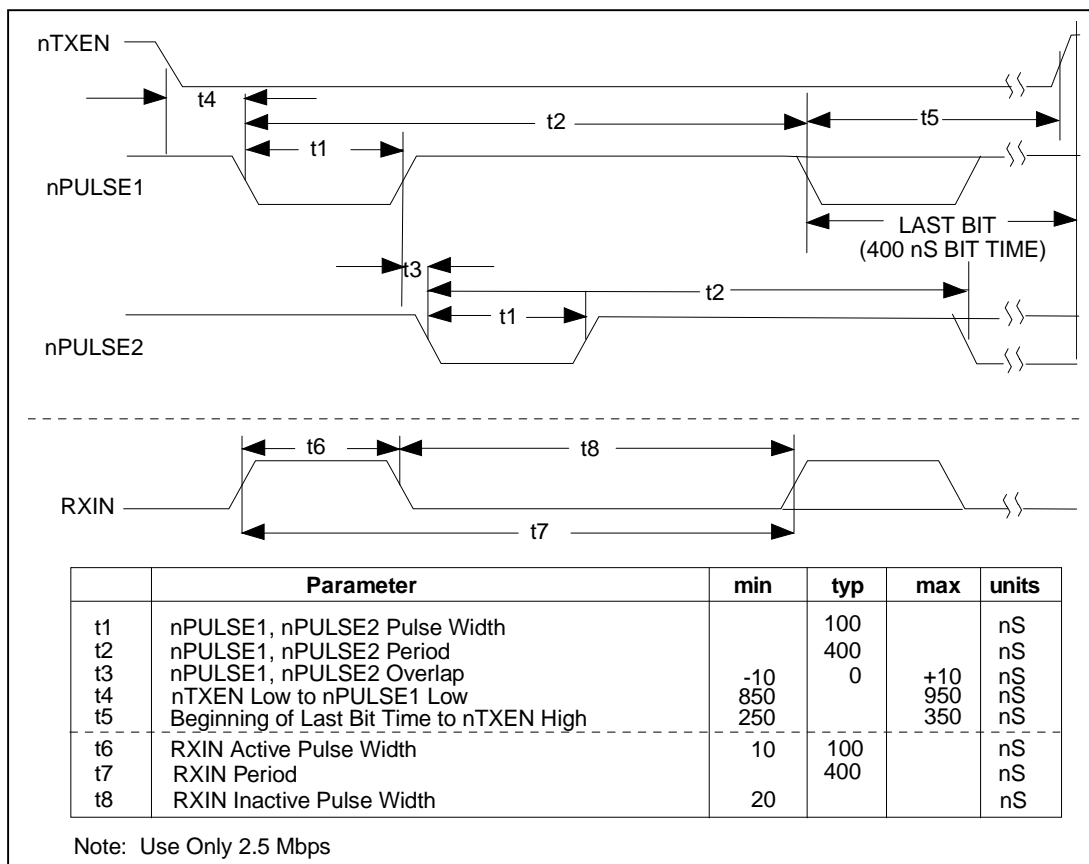 nTXEN
t4
t2
t5
t1
nPULSE1
LAST BIT
(400 nS BIT TIME)
t3
t2
t1
nPULSE2
t6
t8
RXIN
t7
Parameter min typ max units
t1 nPULSE1, nPULSE2 Pulse Width 100 nS
t2 nPULSE1, nPULSE2 Period 400 nS
t3 nPULSE1, nPULSE2 Overlap -10 0 +10 nS
t4 nTXEN Low to nPULSE1 Low 850 950 nS
t5 Beginning of Last Bit Time to nTXEN High 250 350 nS
t6 RXIN Active Pulse Width 10 100 nS
t7 RXIN Period 400 nS
t8 RXIN Inactive Pulse Width 20 nS
Note: Use Only 2.5 Mbps